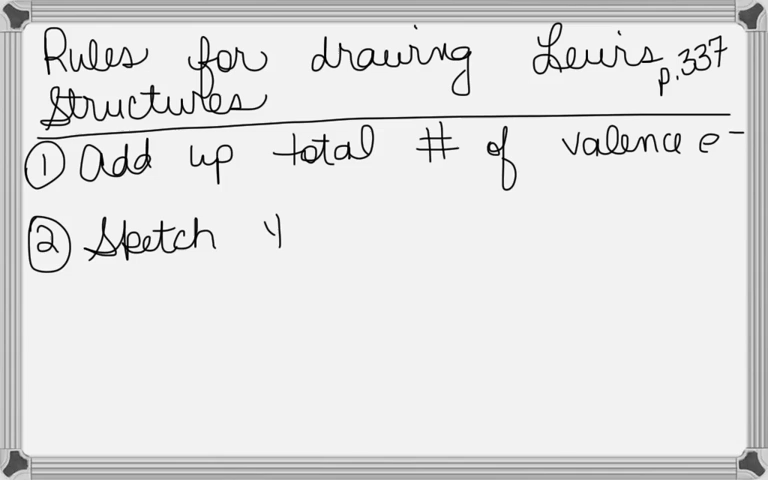 Rules for drawing Lewis p.337
Structures
① Add up total # of valence e⁻
② Sketch